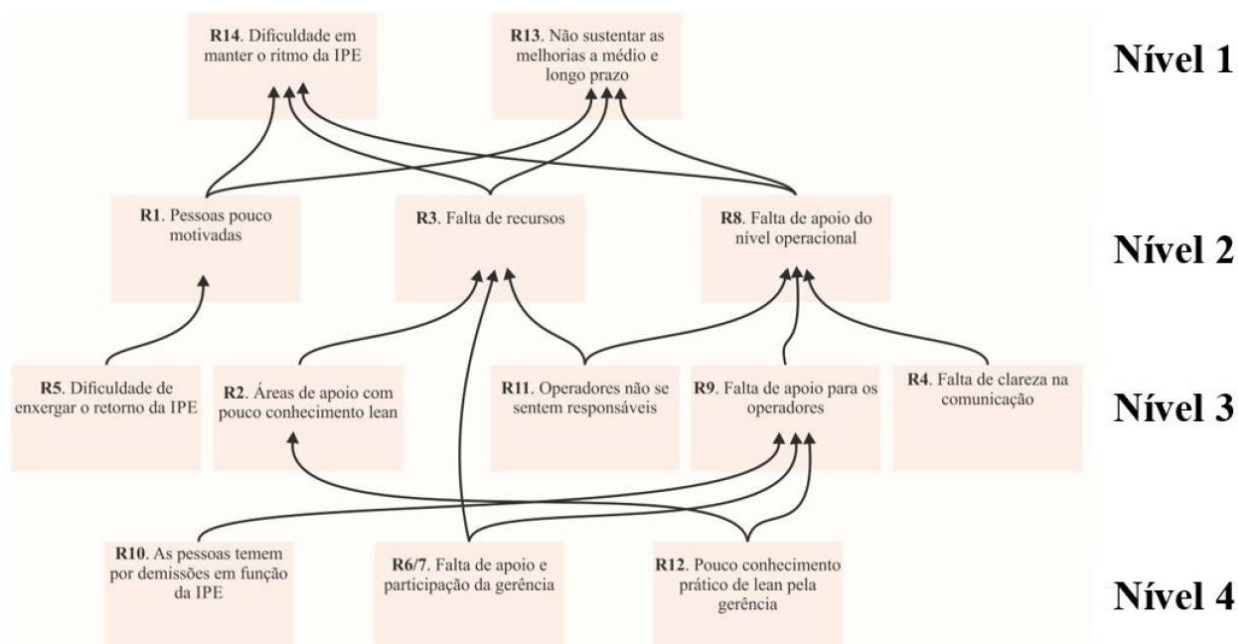 R14. Dificuldade em
manter o ritmo da IPE
R13. Não sustentar as
melhorias a médio e
longo prazo
Nível 1
R1. Pessoas pouco
motivadas
R3. Falta de recursos
R8. Falta de apoio do
nível operacional
Nível 2
R5. Dificuldade de
enxergar o retorno da IPE
R2. Áreas de apoio com
pouco conhecimento lean
R11. Operadores não se
sentem responsáveis
R9. Falta de apoio para os
operadores
R4. Falta de clareza na
comunicação
Nível 3
R10. As pessoas temem
por demissões em função
da IPE
R6/7. Falta de apoio e
participação da gerência
R12. Pouco conhecimento
prático de lean pela
gerência
Nível 4